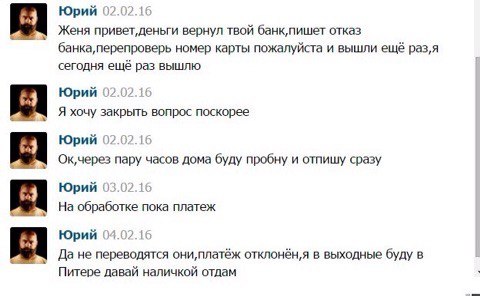 Юрий 02.02.16
Женя привет,деньги вернул твой банк,пишет отказ
банка,перепроверь номер карты пожалуйста и вышли ещё раз,я
сегодня ещё раз вышлю
Юрий 02.02.16
Я хочу закрыть вопрос поскорее
Юрий 02.02.16
Ок,через пару часов дома буду пробну и отпишу сразу
Юрий 03.02.16
На обработке пока платеж
Юрий 04.02.16
Да не переводятся они,платёж отклонён,я в выходные буду в
Питере давай наличкой отдам